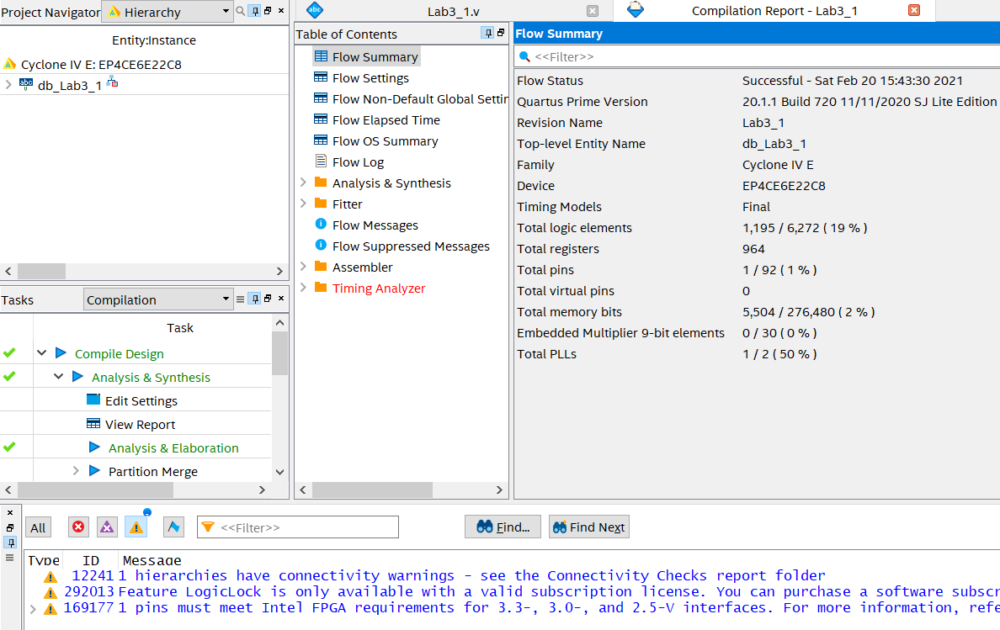 Project Navigator Hierarchy
Entity:Instance
Cyclone IV E: EP4CE6E22C8
abc db_Lab3_1
Tasks Compilation
Task
Compile Design
Analysis & Synthesis
Edit Settings
View Report
Analysis & Elaboration
Partition Merge
abc Lab3_1.v
Compilation Report - Lab3_1
Table of Contents
Flow Summary
Flow Settings
Flow Non-Default Global Settin
Flow Elapsed Time
Flow OS Summary
Flow Log
Analysis & Synthesis
Fitter
Flow Messages
Flow Suppressed Messages
Assembler
Timing Analyzer
Flow Summary
<<Filter>>
Flow Status Successful - Sat Feb 20 15:43:30 2021
Quartus Prime Version 20.1.1 Build 720 11/11/2020 SJ Lite Edition
Revision Name Lab3_1
Top-level Entity Name db_Lab3_1
Family Cyclone IV E
Device EP4CE6E22C8
Timing Models Final
Total logic elements 1,195 / 6,272 ( 19 % )
Total registers 964
Total pins 1 / 92 ( 1 % )
Total virtual pins 0
Total memory bits 5,504 / 276,480 ( 2 % )
Embedded Multiplier 9-bit elements 0 / 30 ( 0 % )
Total PLLs 1 / 2 ( 50 % )
All <<Filter>> Find... Find Next
Type ID Message
12241 1 hierarchies have connectivity warnings - see the Connectivity Checks report folder
292013 Feature LogicLock is only available with a valid subscription license. You can purchase a software subscr
169177 1 pins must meet Intel FPGA requirements for 3.3-, 3.0-, and 2.5-V interfaces. For more information, refe